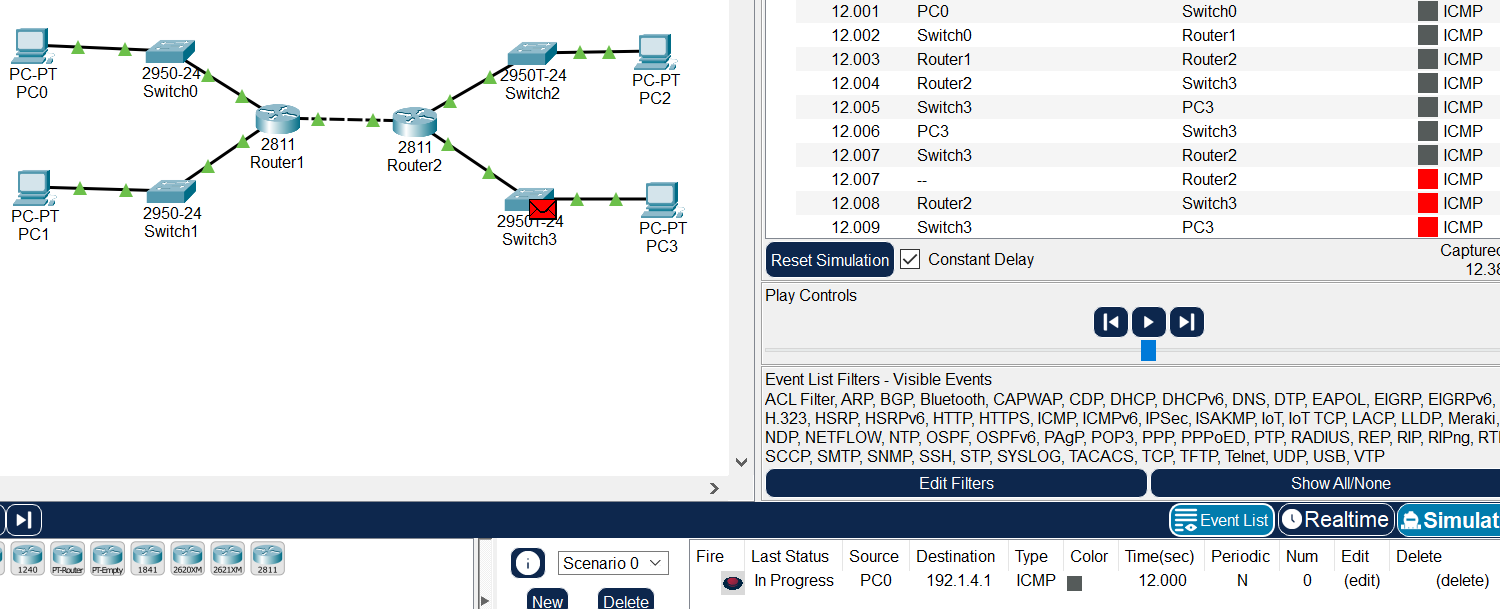 PC-PT
PC0
2950-24
Switch0
2950T-24
Switch2
PC-PT
PC2
2811
Router1
2811
Router2
PC-PT
PC1
2950-24
Switch1
2950T-24
Switch3
PC-PT
PC3
12.001 PC0 Switch0 ICMP
12.002 Switch0 Router1 ICMP
12.003 Router1 Router2 ICMP
12.004 Router2 Switch3 ICMP
12.005 Switch3 PC3 ICMP
12.006 PC3 Switch3 ICMP
12.007 Switch3 Router2 ICMP
12.007 -- Router2 ICMP
12.008 Router2 Switch3 ICMP
12.009 Switch3 PC3 ICMP
Reset Simulation Constant Delay Captured
12.38
Play Controls
Event List Filters - Visible Events
ACL Filter, ARP, BGP, Bluetooth, CAPWAP, CDP, DHCP, DHCPv6, DNS, DTP, EAPOL, EIGRP, EIGRPv6,
H.323, HSRP, HSRPv6, HTTP, HTTPS, ICMP, ICMPv6, IPSec, ISAKMP, IoT, IoT TCP, LACP, LLDP, Meraki,
NDP, NETFLOW, NTP, OSPF, OSPFv6, PAgP, POP3, PPP, PPPoED, PTP, RADIUS, REP, RIP, RIPng, RT
SCCP, SMTP, SNMP, SSH, STP, SYSLOG, TACACS, TCP, TFTP, Telnet, UDP, USB, VTP
Edit Filters Show All/None
Event List Realtime Simulat
1240 PT-Router PT-Empty 1841 2620XM 2621XM 2811
Scenario 0
New Delete
Fire Last Status Source Destination Type Color Time(sec) Periodic Num Edit Delete
In Progress PC0 192.1.4.1 ICMP 12.000 N 0 (edit) (delete)